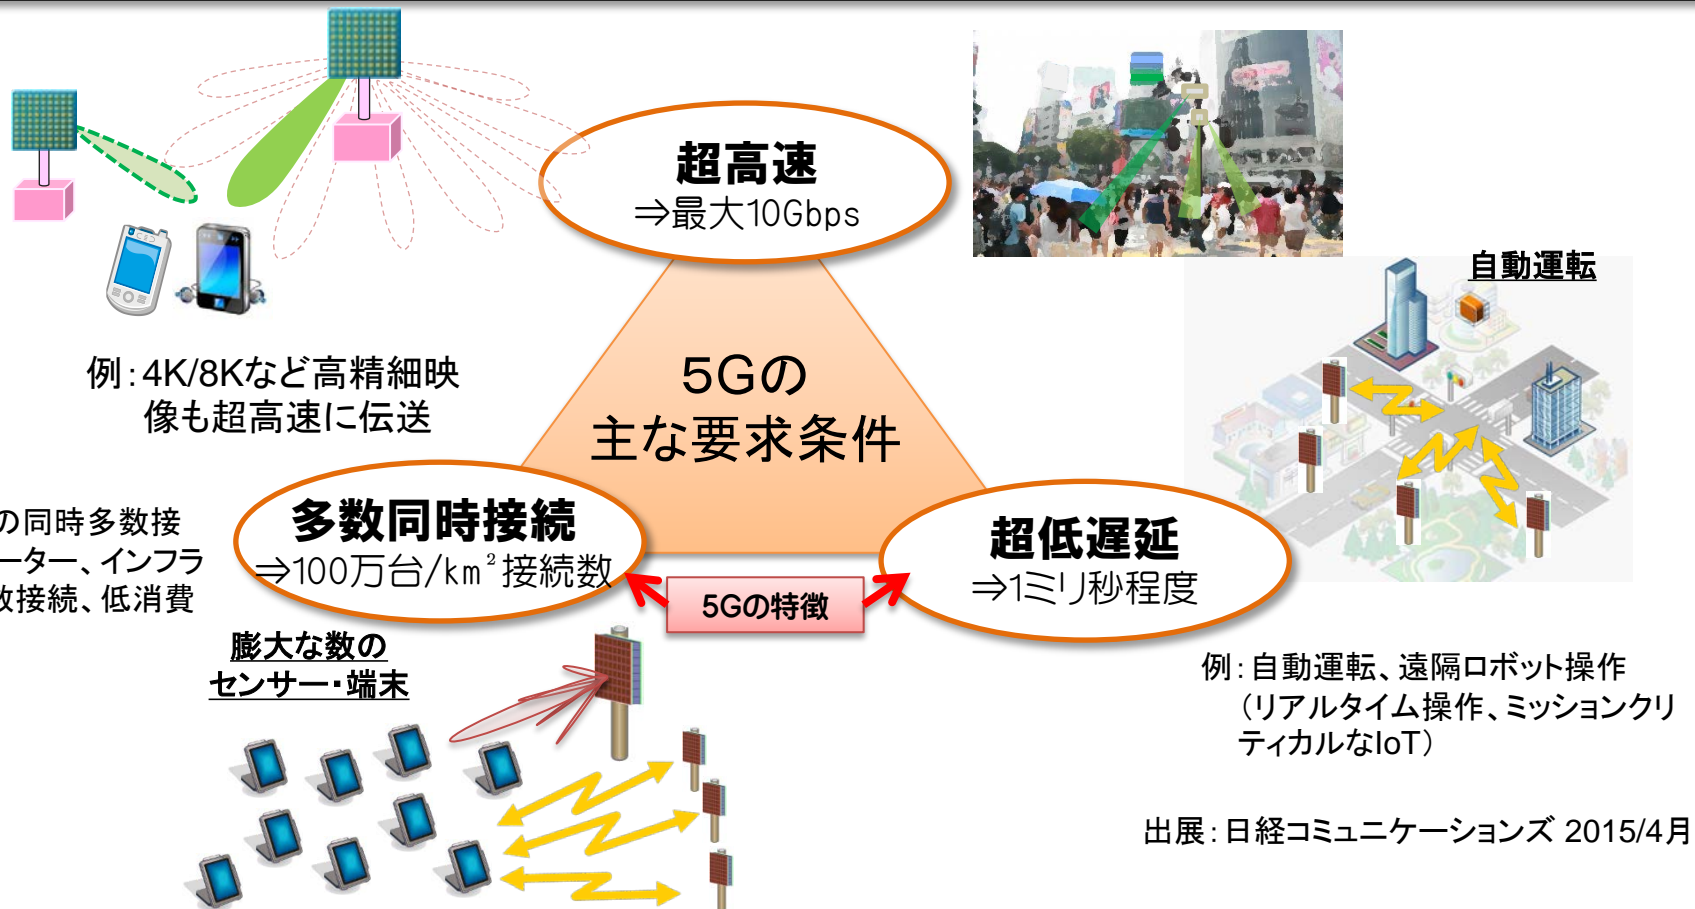 超高速
⇒最大10Gbps
自動運転
例：4K/8Kなど高精細映
像も超高速に伝送
5Gの
主な要求条件
の同時多数接
ーター、インフラ
数接続、低消費
多数同時接続
⇒100万台/km²接続数
超低遅延
⇒1ミリ秒程度
5Gの特徴
膨大な数の
センサー・端末
例：自動運転、遠隔ロボット操作
（リアルタイム操作、ミッションクリ
ティカルなIoT）
出展：日経コミュニケーションズ 2015/4月